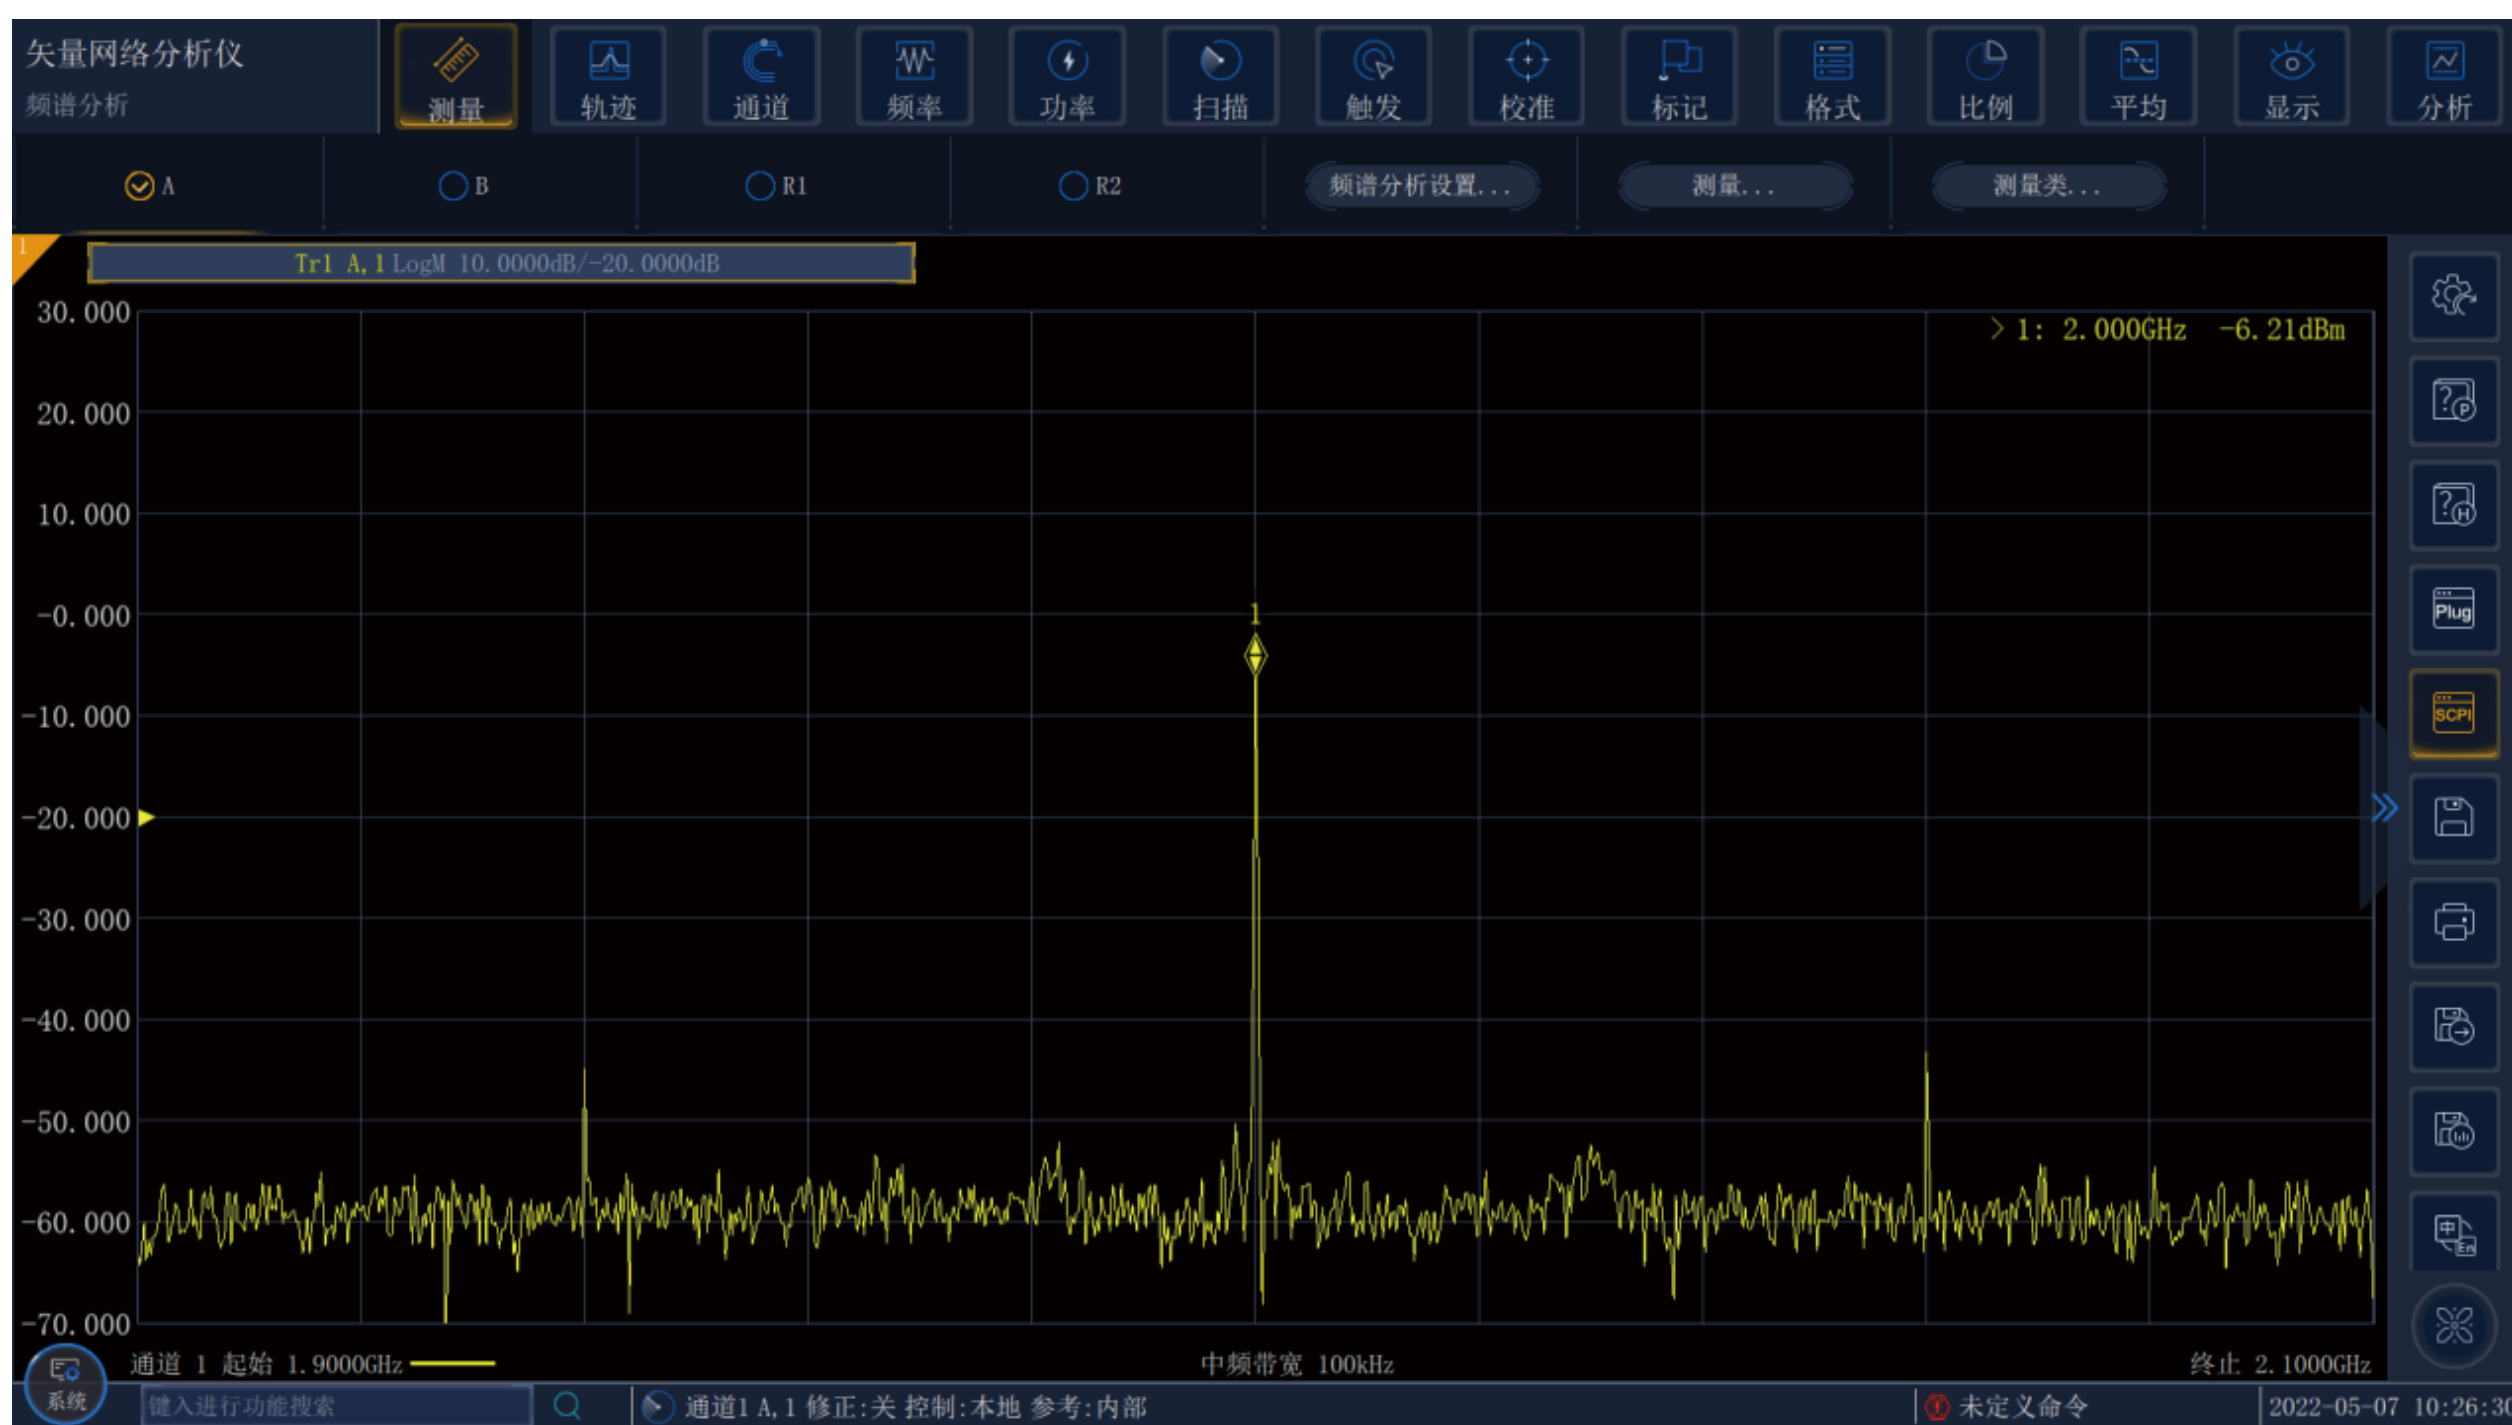 矢量网络分析仪
频谱分析
测量 轨迹 通道 频率 功率 扫描 触发 校准 标记 格式 比例 平均 显示 分析
A B R1 R2 频谱分析设置... 测量... 测量类...
1
Tr1 A,1 LogM 10.0000dB/-20.0000dB
30.000
>1: 2.000GHz -6.21dBm
20.000
?P
10.000
?H
-0.000
1
Plug
-10.000
SCPI
-20.000
-30.000
-40.000
-50.000
-60.000
中 En
-70.000
通道 1 起始 1.9000GHz 中频带宽 100kHz 终止 2.1000GHz
系统 键入进行功能搜索 通道1 A,1 修正:关 控制:本地 参考:内部 未定义命令 2022-05-07 10:26:30